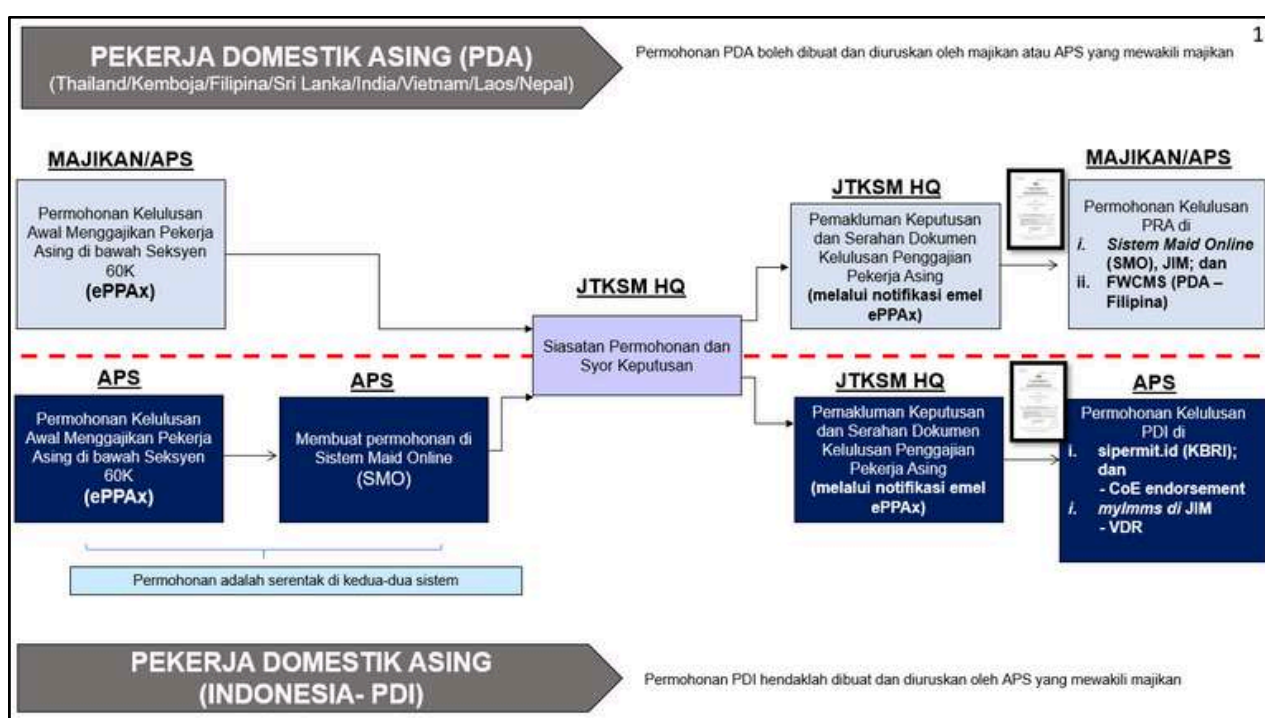 1
PEKERJA DOMESTIK ASING (PDA)
(Thailand/Kemboja/Filipina/Sri Lanka/India/Vietnam/Laos/Nepal)
Permohonan PDA boleh dibuat dan diuruskan oleh majikan atau APS yang mewakili majikan
MAJIKAN/APS
Permohonan Kelulusan
Awal Menggajikan Pekerja
Asing di bawah Seksyen
60K
(ePPAx)
JTKSM HQ
Siasatan Permohonan dan
Syor Keputusan
JTKSM HQ
Pemakluman Keputusan
dan Serahan Dokumen
Kelulusan Penggajian
Pekerja Asing
(melalui notifikasi emel
ePPAx)
MAJIKAN/APS
Permohonan Kelulusan
PRA di
i. Sistem Maid Online
(SMO), JIM; dan
ii. FWCMS (PDA –
Filipina)
APS
Permohonan Kelulusan
Awal Menggajikan Pekerja
Asing di bawah Seksyen
60K
(ePPAx)
APS
Membuat permohonan di
Sistem Maid Online
(SMO)
JTKSM HQ
Pemakluman Keputusan
dan Serahan Dokumen
Kelulusan Penggajian
Pekerja Asing
(melalui notifikasi emel
ePPAx)
APS
Permohonan Kelulusan
PDI di
i. sipermit.id (KBRI);
dan
- CoE endorsement
i. myImms di JIM
- VDR
Permohonan adalah serentak di kedua-dua sistem
PEKERJA DOMESTIK ASING
(INDONESIA- PDI)
Permohonan PDI hendaklah dibuat dan diuruskan oleh APS yang mewakili majikan